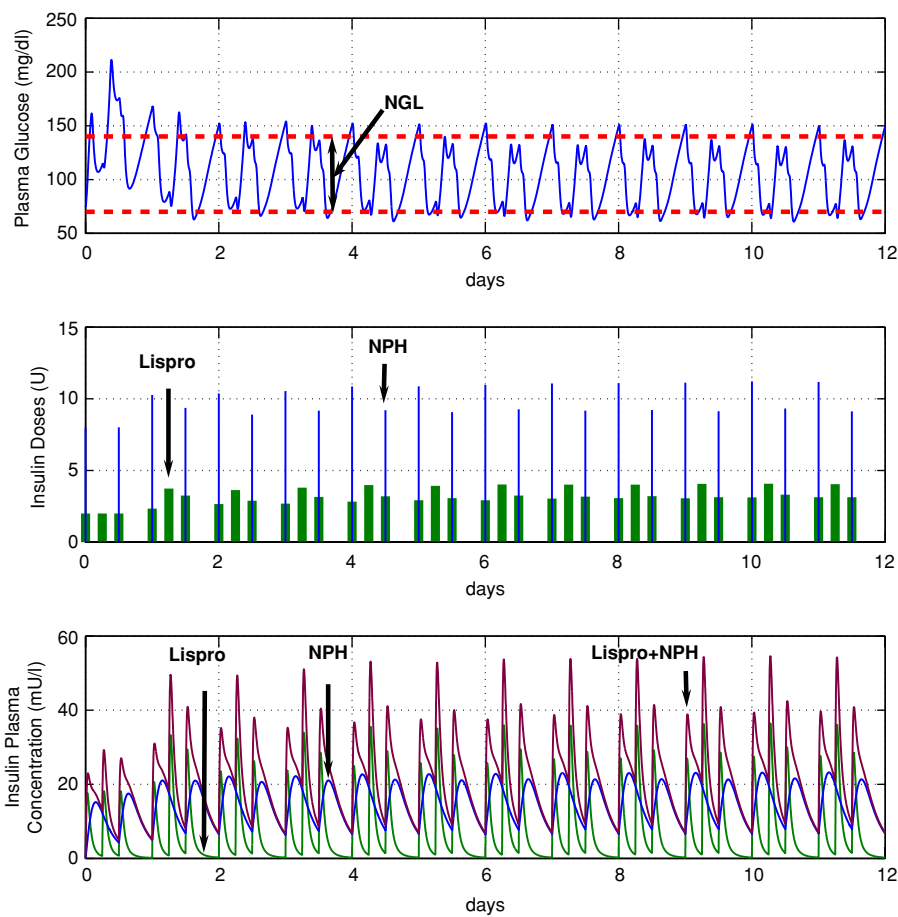 250
200
150
100
50
Plasma Glucose (mg/dl)
NGL
0 2 4 6 8 10 12
days
15
10
5
0
Insulin Doses (U)
Lispro
NPH
0 2 4 6 8 10 12
days
60
40
20
0
Insulin Plasma
Concentration (mU/l)
Lispro NPH Lispro+NPH
0 2 4 6 8 10 12
days